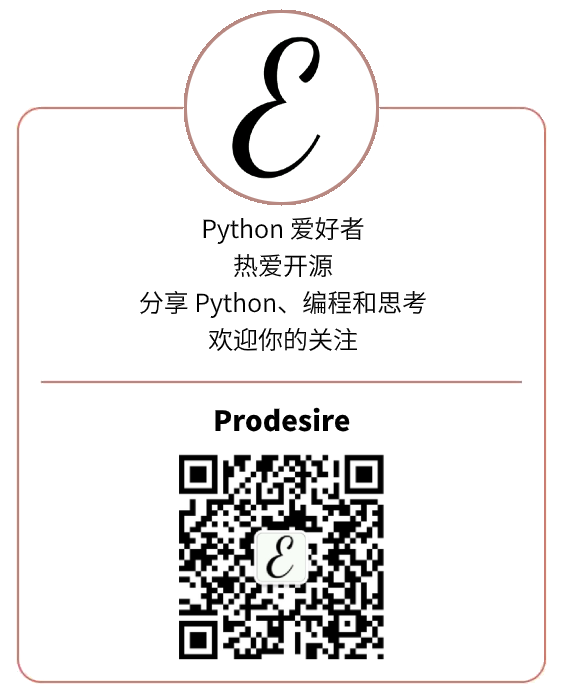 E
Python 爱好者
热爱开源
分享 Python、编程和思考
欢迎你的关注
Prodesire
E